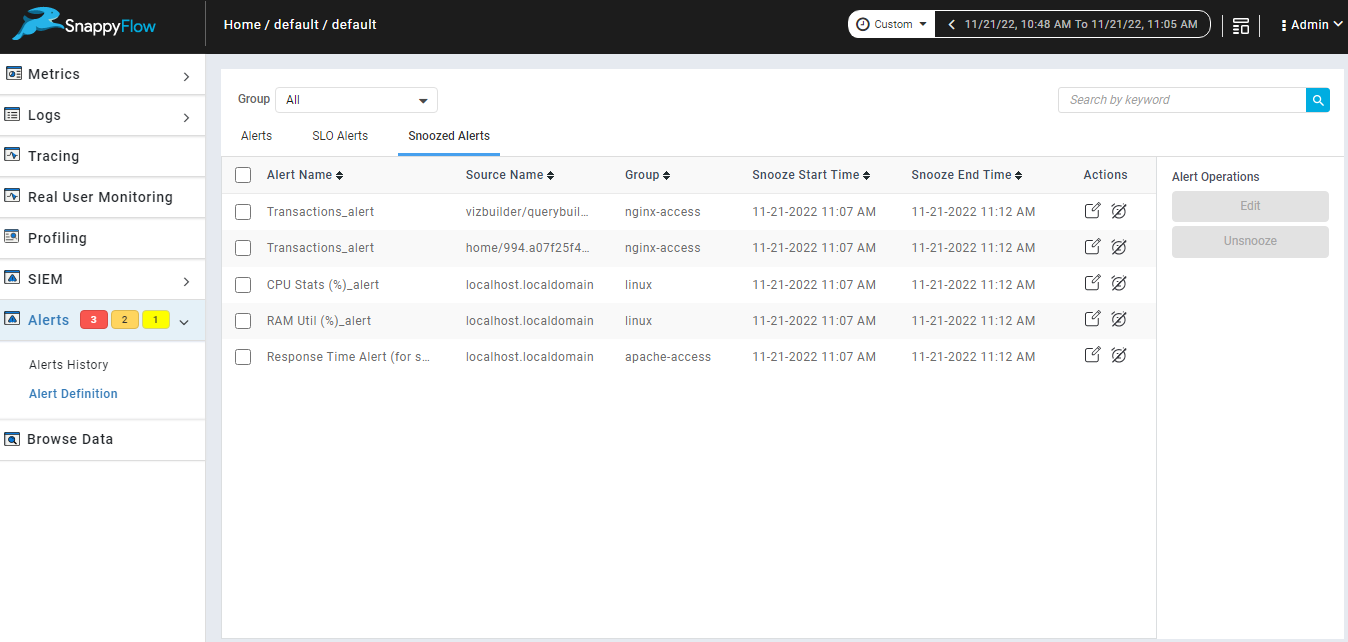 SnappyFlow
Home / default / default
Custom
11/21/22, 10:48 AM To 11/21/22, 11:05 AM
Admin
Metrics
Logs
Tracing
Real User Monitoring
Profiling
SIEM
Alerts 3 2 1
Alerts History
Alert Definition
Browse Data
Group All
Search by keyword
Alerts SLO Alerts Snoozed Alerts
Alert Name Source Name Group Snooze Start Time Snooze End Time Actions
Transactions_alert vizbuilder/querybuil... nginx-access 11-21-2022 11:07 AM 11-21-2022 11:12 AM
Transactions_alert home/994.a07f25f4... nginx-access 11-21-2022 11:07 AM 11-21-2022 11:12 AM
CPU Stats (%)_alert localhost.localdomain linux 11-21-2022 11:07 AM 11-21-2022 11:12 AM
RAM Util (%)_alert localhost.localdomain linux 11-21-2022 11:07 AM 11-21-2022 11:12 AM
Response Time Alert (for s... localhost.localdomain apache-access 11-21-2022 11:07 AM 11-21-2022 11:12 AM
Alert Operations
Edit
Unsnooze